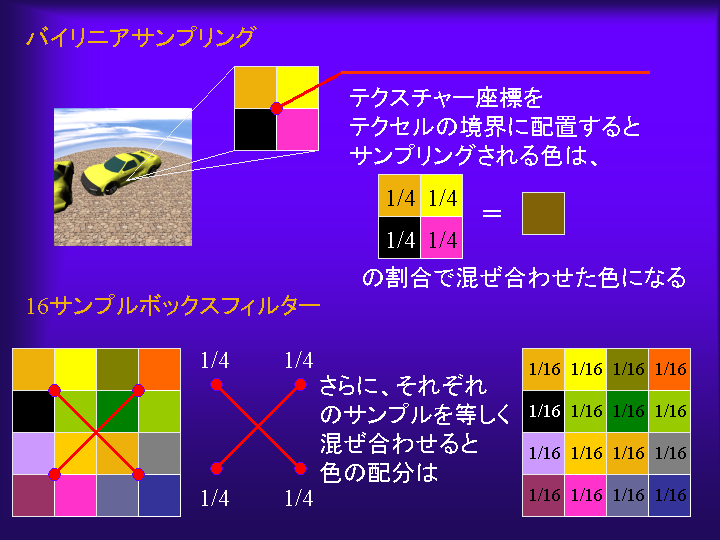 バイリニアサンプリング
テクスチャー座標を
テクセルの境界に配置すると
サンプリングされる色は、
1/4 1/4
1/4 1/4
＝
の割合で混ぜ合わせた色になる
16サンプルボックスフィルター
1/4 1/4
さらに、それぞれ
のサンプルを等しく
混ぜ合わせると
色の配分は
1/4 1/4
1/16 1/16 1/16 1/16
1/16 1/16 1/16 1/16
1/16 1/16 1/16 1/16
1/16 1/16 1/16 1/16